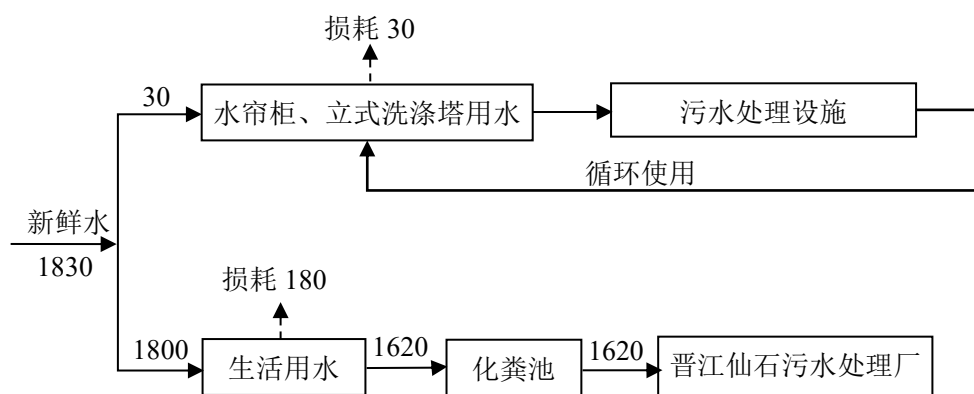 损耗 30
30
水帘柜、立式洗涤塔用水
污水处理设施
循环使用
新鲜水
1830
损耗 180
1800
生活用水
1620
化粪池
1620
晋江仙石污水处理厂